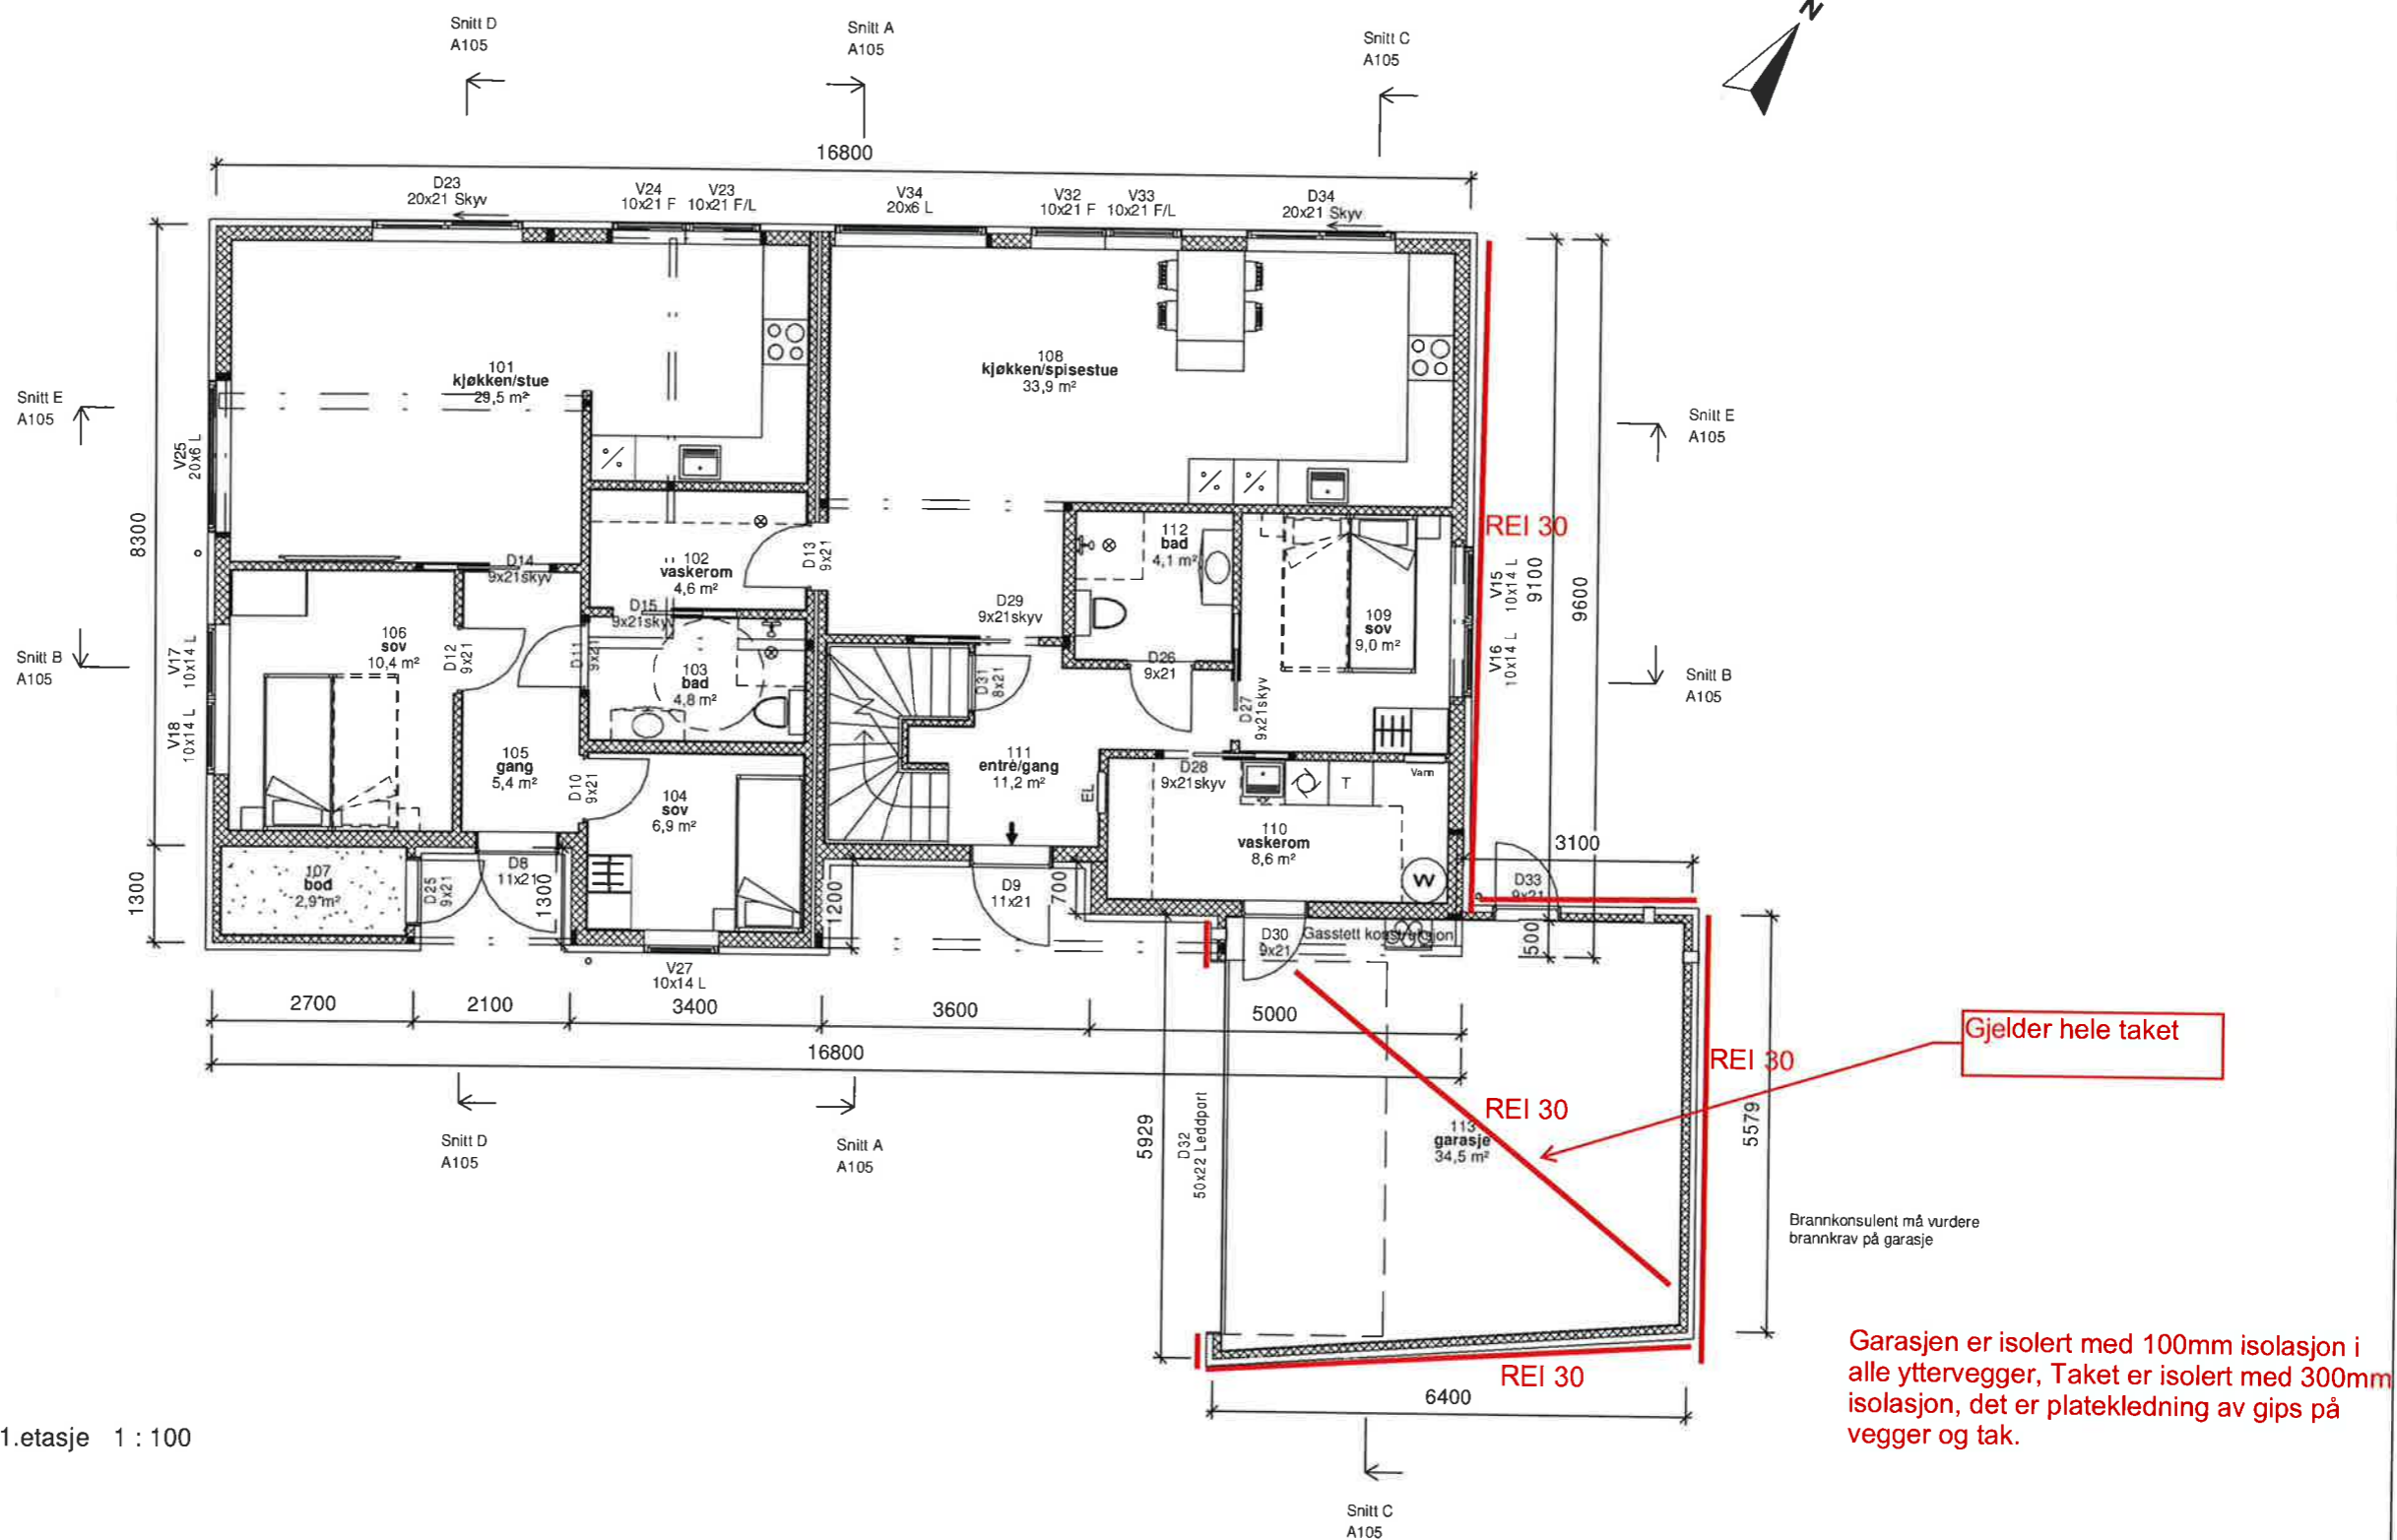 N
Snitt D
A105
Snitt A
A105
Snitt C
A105
16800
D23
20x21 Skyv
V24
10x21 F
V23
10x21 F/L
V34
20x6 L
V32
10x21 F
V33
10x21 F/L
D34
20x21 Skyv
101
kjøkken/stue
29,5 m²
108
kjøkken/spisestue
33,9 m²
Snitt E
A105
Snitt E
A105
V25
20x6 L
8300
REI 30
V15
10x14 L
9100
9600
D14
9x21skyv
102
vaskerom
4,6 m²
D13
9x21
112
bad
4,1 m²
D29
9x21skyv
D15
9x21skyv
109
sov
9,0 m²
106
sov
10,4 m²
D12
9x21
D11
9x21
103
bad
4,8 m²
D31
8x21
D26
9x21
D27
9x21skyv
V16
10x14 L
Snitt B
A105
Snitt B
A105
V17
10x14 L
V18
10x14 L
105
gang
5,4 m²
D10
9x21
104
sov
6,9 m²
111
entré/gang
11,2 m²
EL
D28
9x21skyv
T
Vann
110
vaskerom
8,6 m²
W
3100
107
bod
2,9 m²
D25
9x21
D8
11x21
1300
1300
1200
D9
11x21
700
D33
9x21
D30
9x21
Gasstett konstruksjon
500
V27
10x14 L
2700
2100
3400
3600
5000
16800
Gjelder hele taket
REI 30
REI 30
5929
D32
50x22 Leddport
113
garasje
34,5 m²
5579
Snitt D
A105
Snitt A
A105
Brannkonsulent må vurdere
brannkrav på garasje
REI 30
6400
Garasjen er isolert med 100mm isolasjon i
alle yttervegger, Taket er isolert med 300mm
isolasjon, det er platekledning av gips på
vegger og tak.
1.etasje 1 : 100
Snitt C
A105